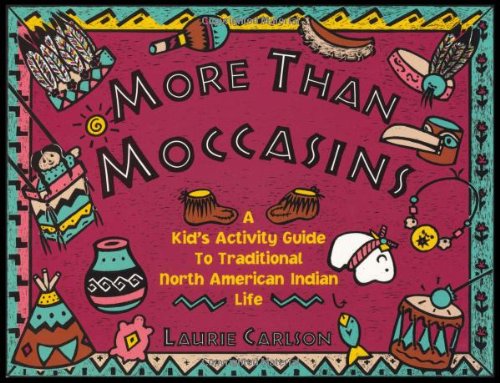 More Than
Moccasins
A
Kid's Activity Guide
To Traditional
North American Indian
Life
Laurie Carlson